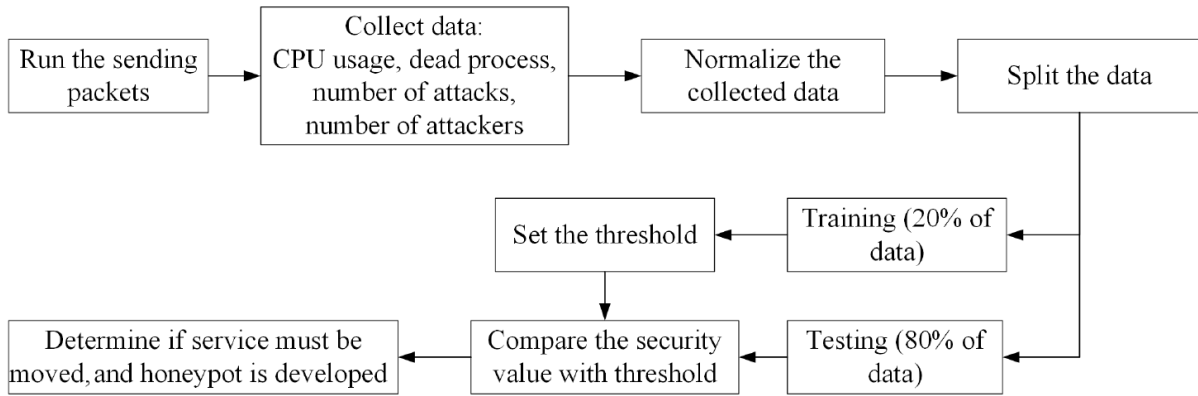 Run the sending
packets
Collect data:
CPU usage, dead process,
number of attacks,
number of attackers
Normalize the
collected data
Split the data
Training (20% of
data)
Set the threshold
Testing (80% of
data)
Compare the security
value with threshold
Determine if service must be
moved, and honeypot is developed